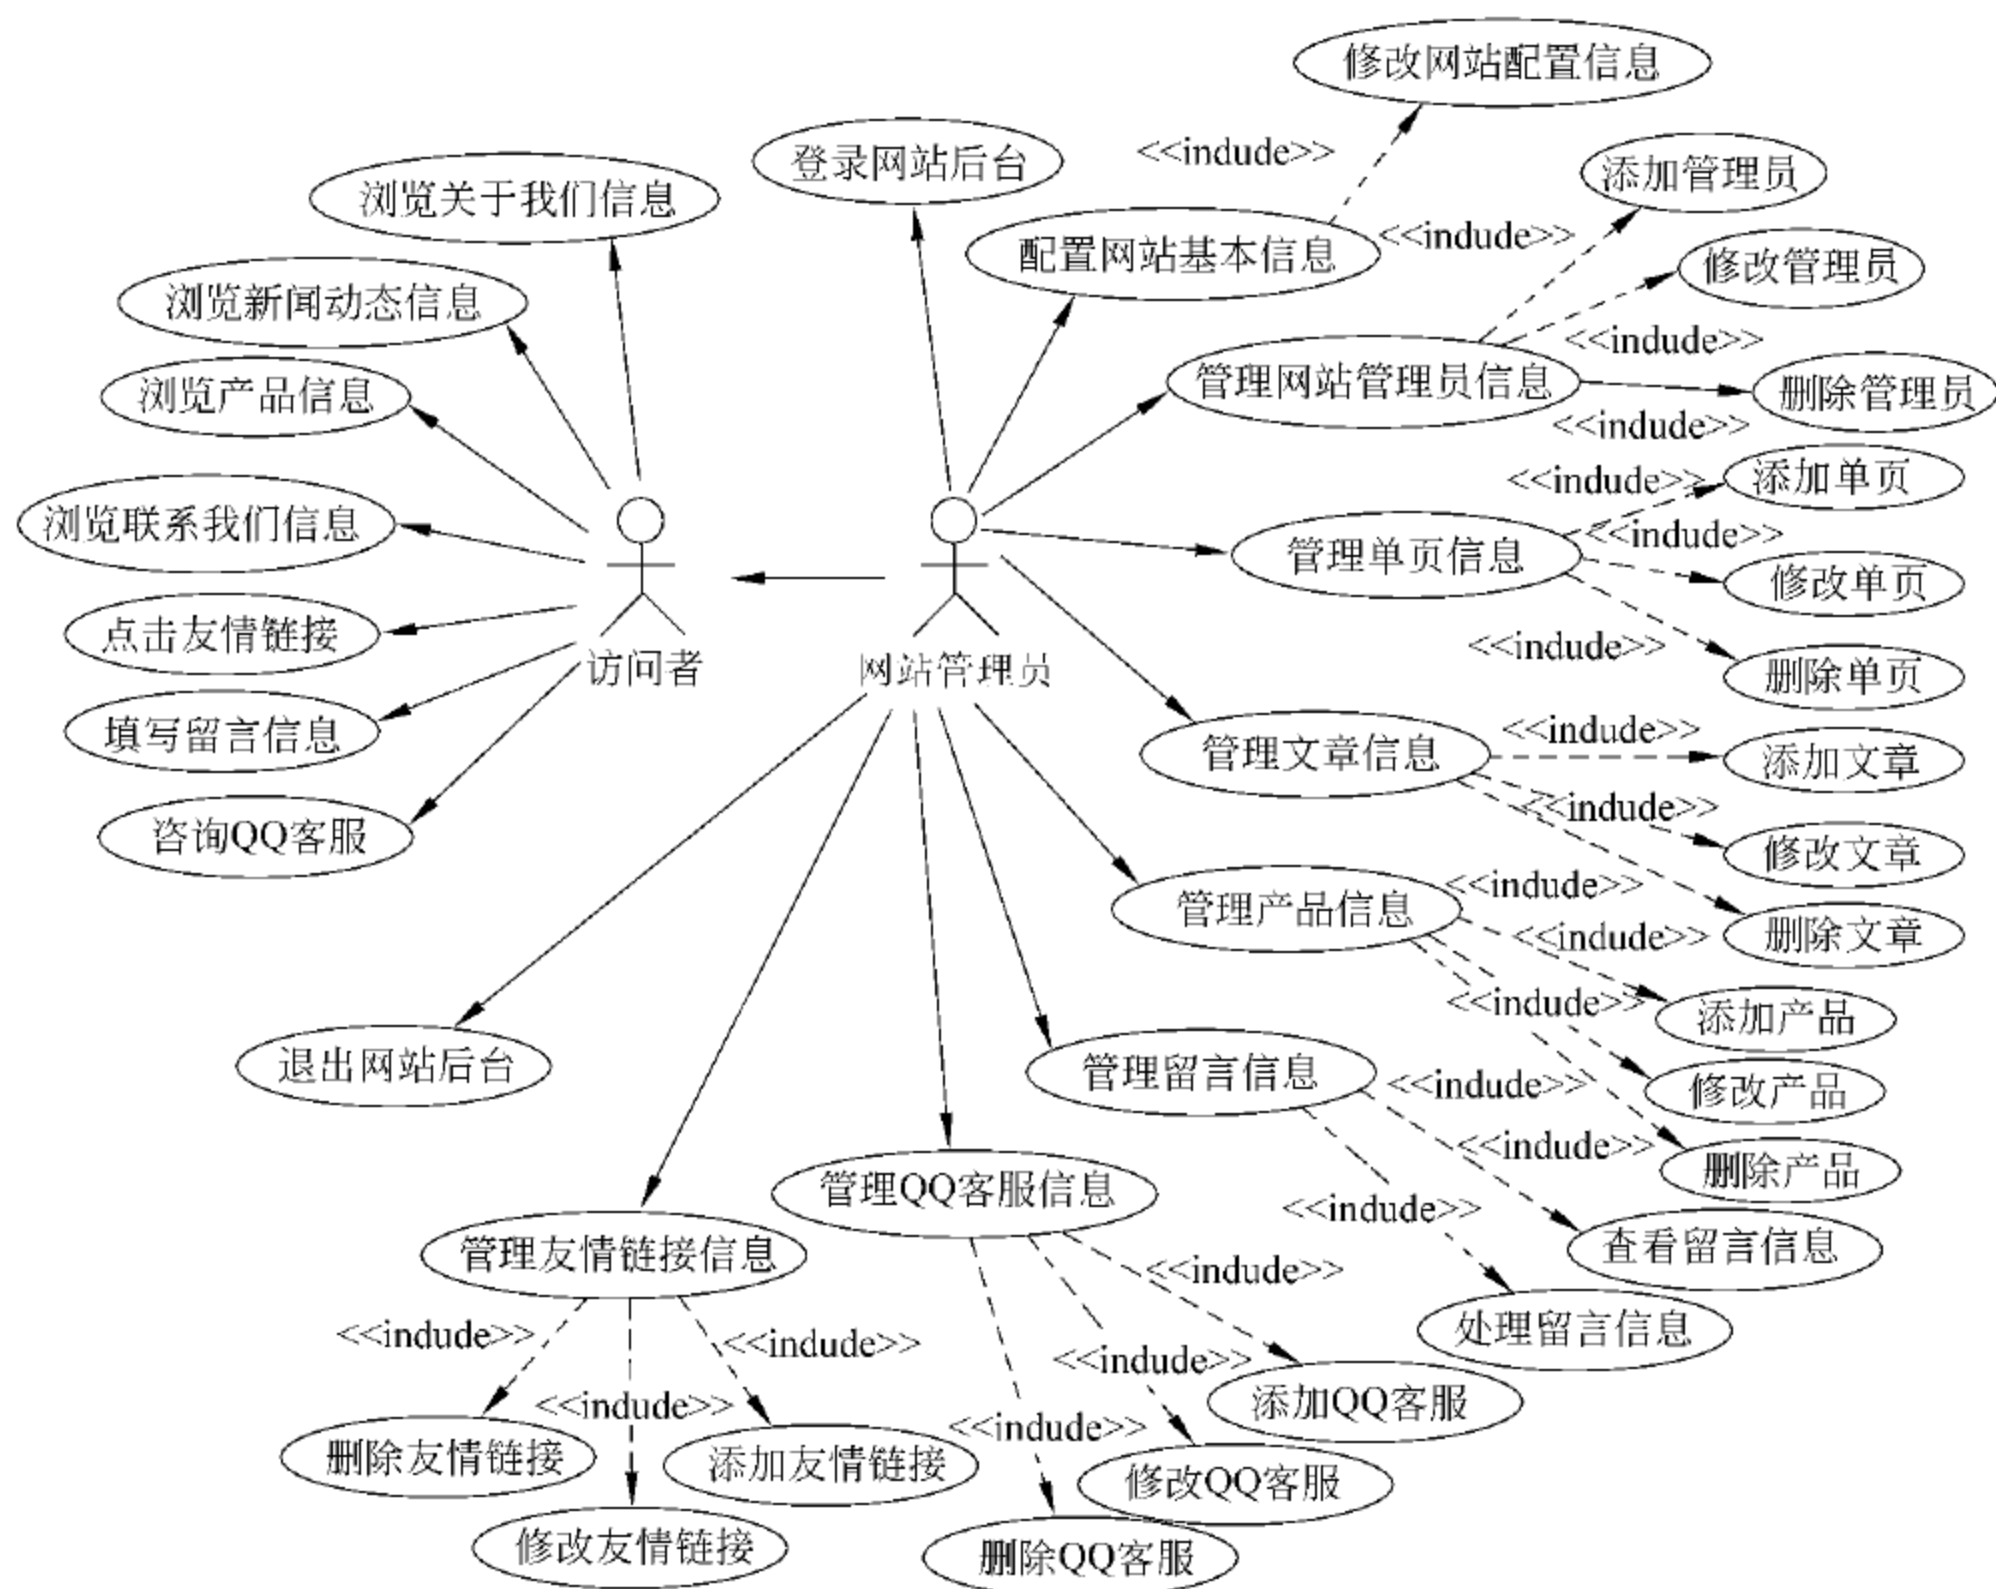 修改网站配置信息
登录网站后台
<<indude>>
添加管理员
浏览关于我们信息
<<indude>>
配置网站基本信息
修改管理员
浏览新闻动态信息
<<indude>>
管理网站管理员信息
删除管理员
浏览产品信息
<<indude>>
添加单页
<<indude>>
浏览联系我们信息
<<indude>>
管理单页信息
修改单页
点击友情链接
<<indude>>
访问者
网站管理员
删除单页
填写留言信息
<<indude>>
管理文章信息
添加文章
<<indude>>
咨询QQ客服
修改文章
<<indude>>
管理产品信息
<<indude>>
删除文章
<<indude>>
添加产品
退出网站后台
管理留言信息
<<indude>>
修改产品
<<indude>>
删除产品
管理QQ客服信息
<<indude>>
查看留言信息
管理友情链接信息
<<indude>>
处理留言信息
<<indude>>
<<indude>>
<<indude>>
添加QQ客服
<<indude>>
<<indude>>
删除友情链接
添加友情链接
修改QQ客服
修改友情链接
删除QQ客服